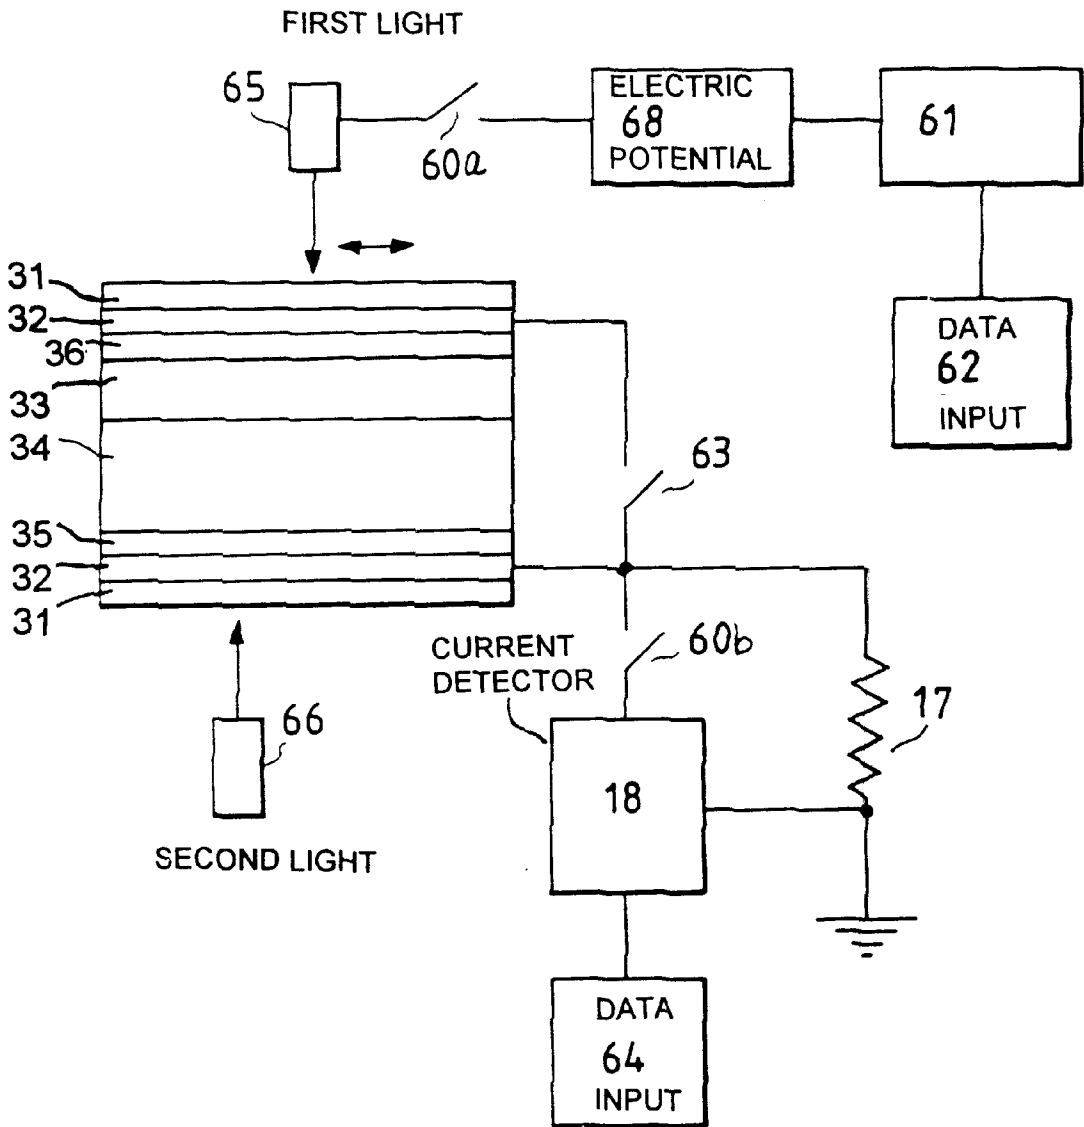 FIRST LIGHT
65
60a
ELECTRIC
68
POTENTIAL
61
DATA
62
INPUT
31
32
36
33
34
35
32
31
63
60b
CURRENT
DETECTOR
17
66
18
SECOND LIGHT
DATA
64
INPUT